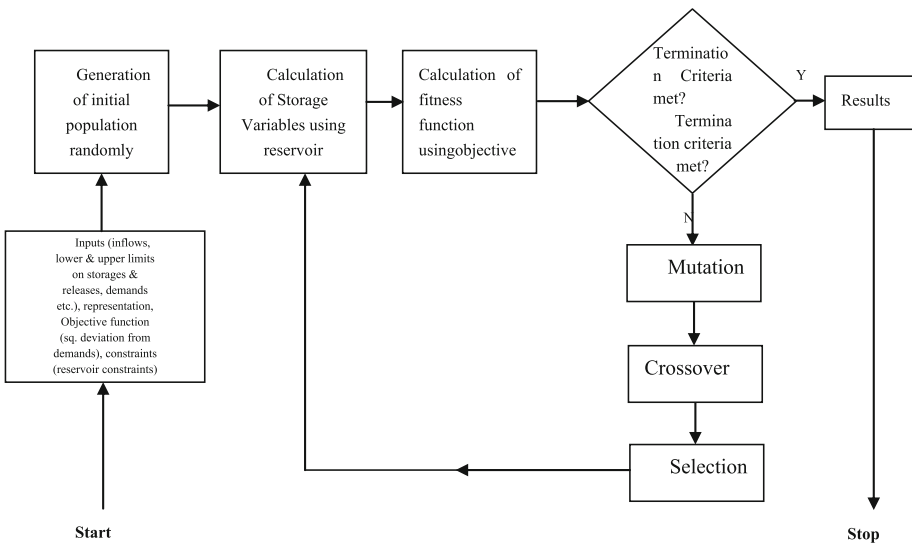 Generation
of initial
population
randomly
Calculation
of Storage
Variables using
reservoir
Calculation of
fitness
function
usingobjective
Terminatio
n Criteria
met?
Termina
tion criteria
met?
Y
Results
N
Inputs (inflows,
lower & upper limits
on storages &
releases, demands
etc.), representation,
Objective function
(sq. deviation from
demands), constraints
(reservoir constraints)
Mutation
Crossover
Selection
Start
Stop